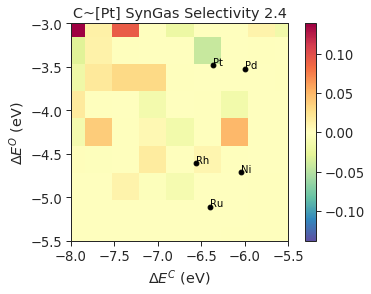 C~[Pt] SynGas Selectivity 2.4
ΔE^O (eV)
−3.0
−3.5
−4.0
−4.5
−5.0
−5.5
Pt
Pd
Rh
Ni
Ru
−8.0 −7.5 −7.0 −6.5 −6.0 −5.5
ΔE^C (eV)
0.10
0.05
0.00
−0.05
−0.10